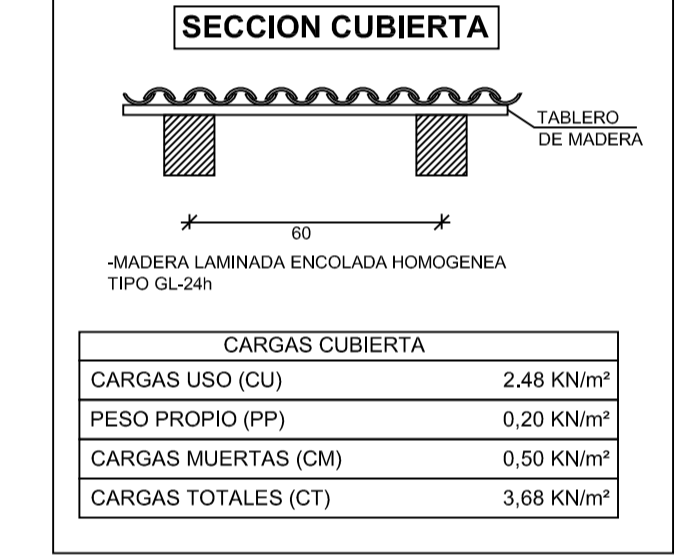 SECCION CUBIERTA
TABLERO
DE MADERA
60
-MADERA LAMINADA ENCOLADA HOMOGENEA
TIPO GL-24h
CARGAS CUBIERTA
CARGAS USO (CU) 2.48 KN/m²
PESO PROPIO (PP) 0,20 KN/m²
CARGAS MUERTAS (CM) 0,50 KN/m²
CARGAS TOTALES (CT) 3,68 KN/m²